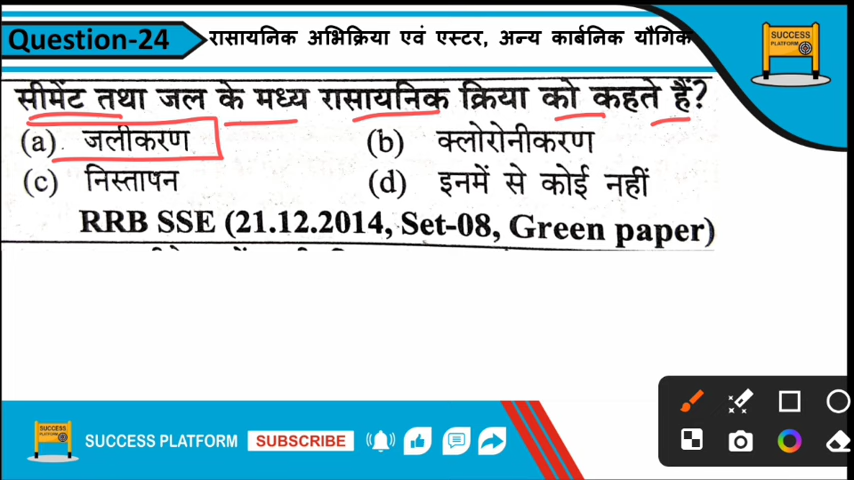 Question-24
रासायनिक अभिक्रिया एवं एस्टर, अन्य कार्बनिक यौगिक
SUCCESS
PLATFORM
सीमेंट तथा जल के मध्य रासायनिक क्रिया को कहते हैं?
(a) जलीकरण (b) क्लोरोनीकरण
(c) निस्तापन (d) इनमें से कोई नहीं
RRB SSE (21.12.2014, Set-08, Green paper)
SUCCESS
PLATFORM
SUCCESS PLATFORM SUBSCRIBE